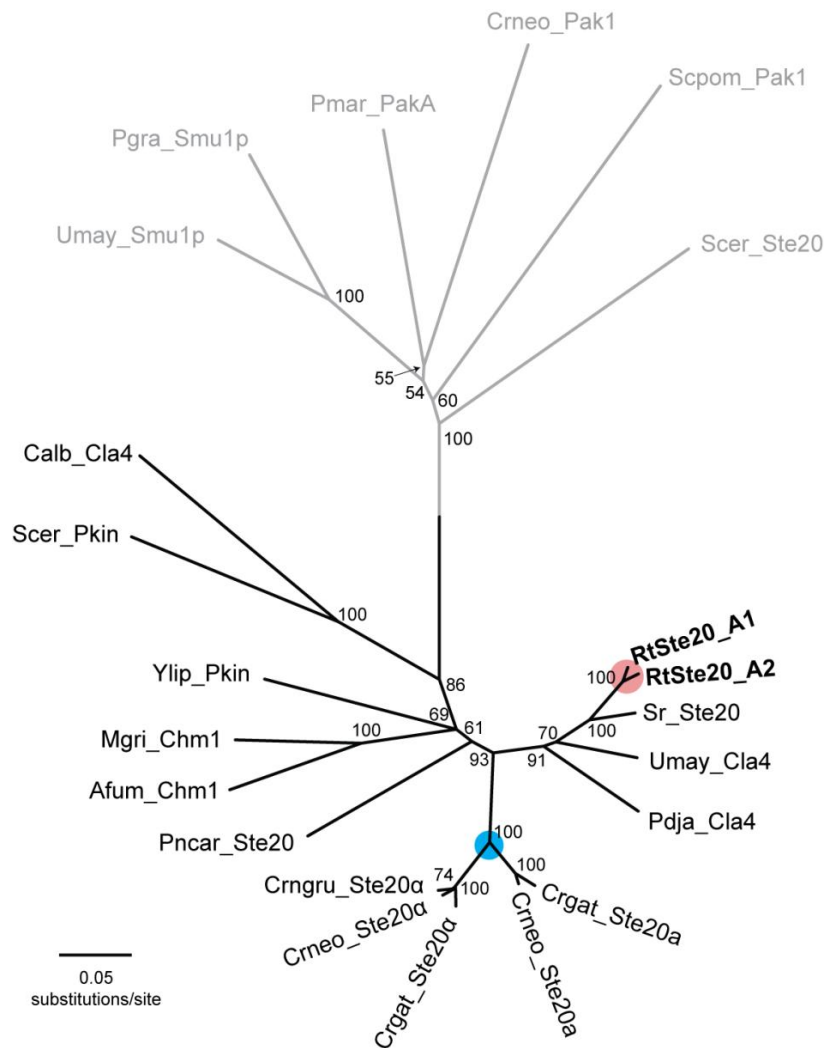 Crneo_Pak1
Scpom_Pak1
Pmar_PakA
Pgra_Smu1p
Umay_Smu1p
Scer_Ste20
100
55
54
60
100
Calb_Cla4
Scer_Pkin
100
RtSte20_A1
100
RtSte20_A2
Ylip_Pkin
86
Sr_Ste20
69
61
100
100
70
Mgri_Chm1
93
91
Umay_Cla4
Afum_Chm1
Pdja_Cla4
Pncar_Ste20
100
100
74
100
Crngru_Ste20α
Crneo_Ste20α
Crgat_Ste20α
Crneo_Ste20a
Crgat_Ste20a
0.05
substitutions/site